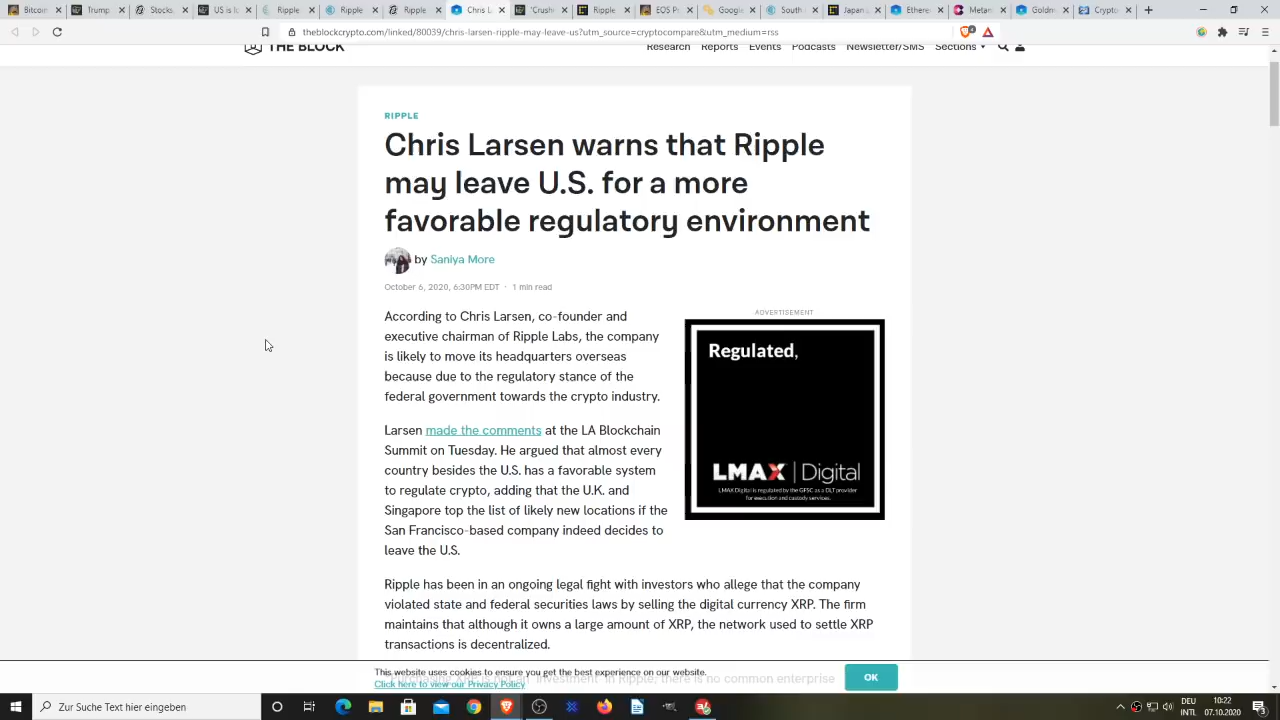 Bitcoin
Trump
Stocks
US is l
Ripple
Ripple
Chris L
EOS P
Google
Crypto
Meta
Goldn
Crypto
theblockcrypto.com/linked/80039/chris-larsen-ripple-may-leave-us?utm_source=cryptocompare&utm_medium=rss
THE BLOCK
Research Reports Events Podcasts Newsletter/SMS Sections
RIPPLE
Chris Larsen warns that Ripple
may leave U.S. for a more
favorable regulatory environment
by Saniya More
October 6, 2020, 6:30PM EDT · 1 min read
According to Chris Larsen, co-founder and
executive chairman of Ripple Labs, the company
is likely to move its headquarters overseas
because due to the regulatory stance of the
federal government towards the crypto industry.
Larsen made the comments at the LA Blockchain
Summit on Tuesday. He argued that almost every
country besides the U.S. has a favorable system
to regulate crypto, adding that the U.K. and
Singapore top the list of likely new locations if the
San Francisco-based company indeed decides to
leave the U.S.
ADVERTISEMENT
Regulated,
LMAX | Digital
LMAX Digital is regulated by the GFSC as a DLT provider
for execution and custody services.
Ripple has been in an ongoing legal fight with investors who allege that the company
violated state and federal securities laws by selling the digital currency XRP. The firm
maintains that although it owns a large amount of XRP, the network used to settle XRP
transactions is decentralized.
investment in Ripple, there is no common enterprise
This website uses cookies to ensure you get the best experience on our website.
Click here to view our Privacy Policy
OK
Zur Suche Text hier eingeben
DEU
INTL
10:22
07.10.2020